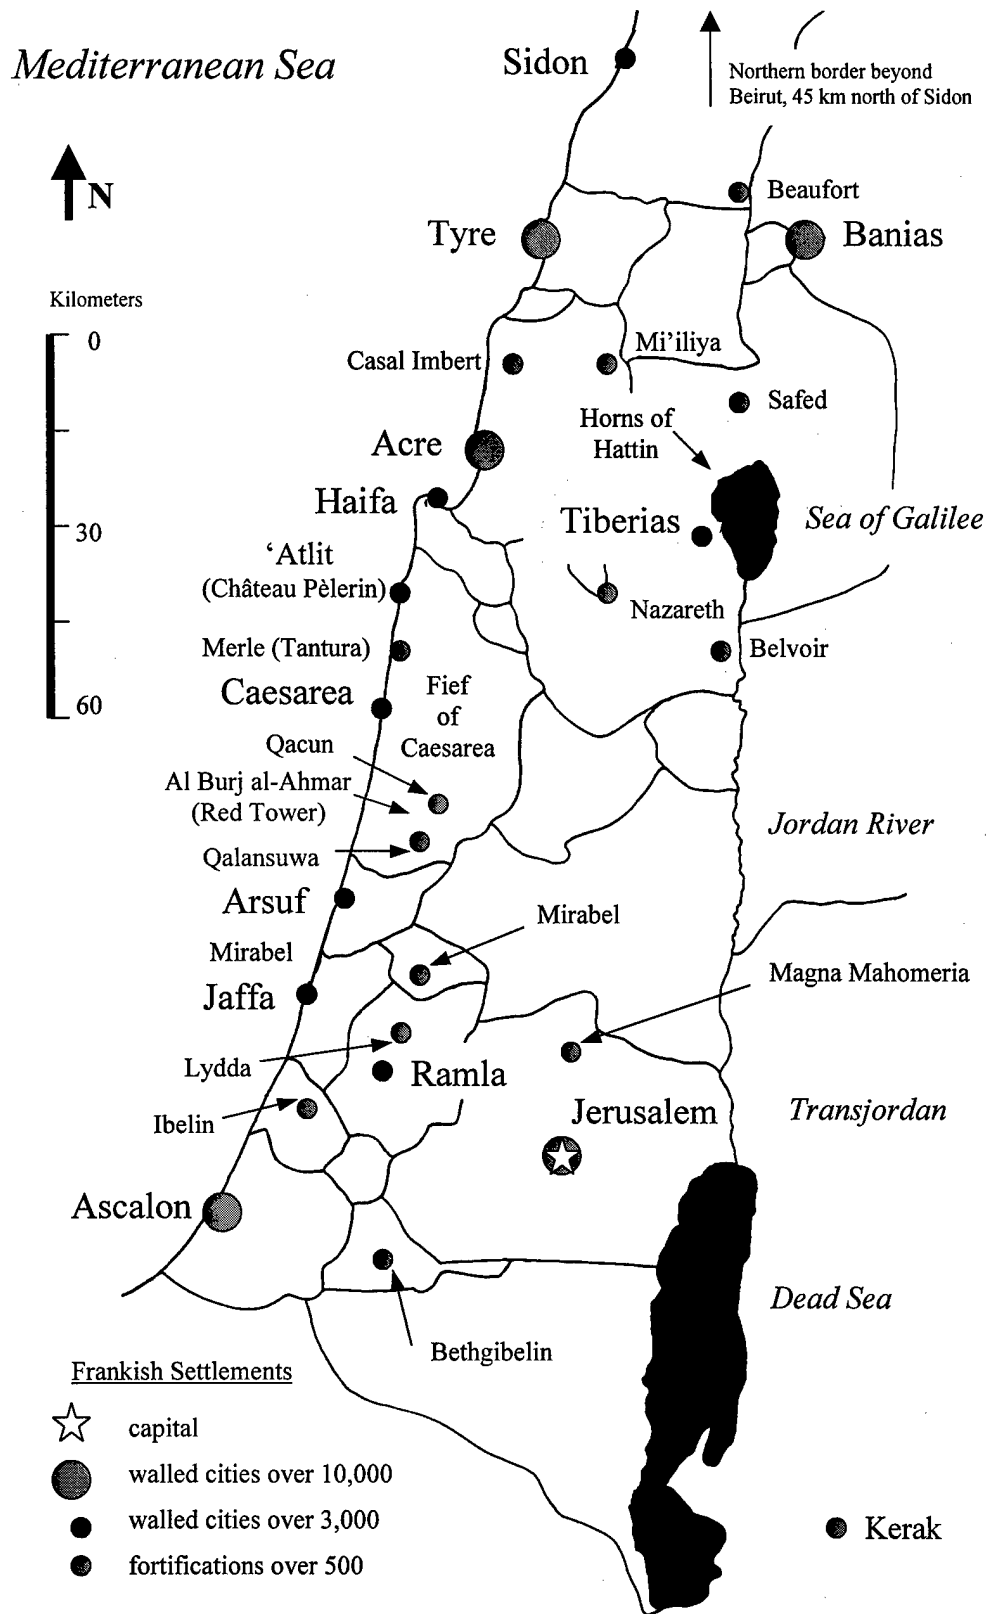 Mediterranean Sea
Sidon
Northern border beyond
Beirut, 45 km north of Sidon
N
Beaufort
Tyre
Banias
Kilometers
0
30
60
Casal Imbert
Mi'iliya
Safed
Horns of
Hattin
Acre
Haifa
Tiberias
Sea of Galilee
‘Atlit
(Château Pèlerin)
Nazareth
Merle (Tantura)
Belvoir
Caesarea
Fief
of
Caesarea
Qacun
Al Burj al-Ahmar
(Red Tower)
Qalansuwa
Jordan River
Arsuf
Mirabel
Mirabel
Jaffa
Magna Mahomeria
Lydda
Ramla
Ibelin
Jerusalem
Transjordan
Ascalon
Dead Sea
Bethgibelin
Frankish Settlements
capital
walled cities over 10,000
walled cities over 3,000
fortifications over 500
Kerak